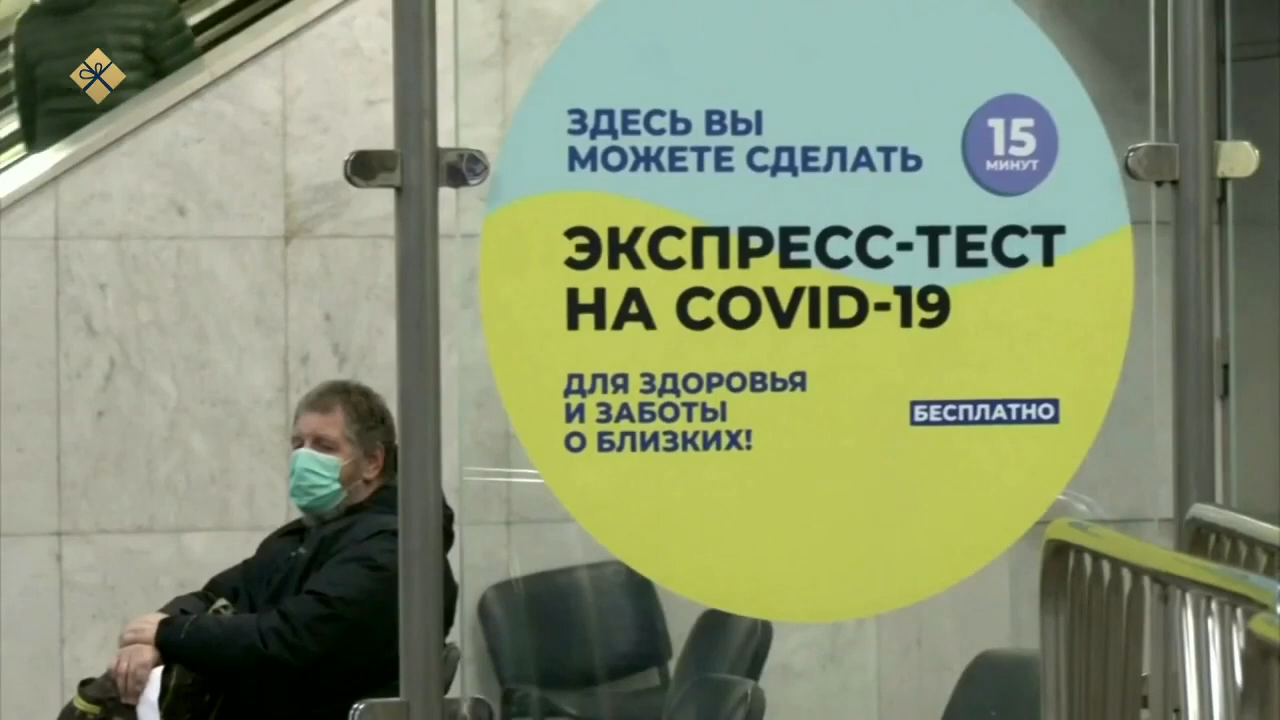 ЗДЕСЬ ВЫ
МОЖЕТЕ СДЕЛАТЬ
15
МИНУТ
ЭКСПРЕСС-ТЕСТ
НА COVID-19
ДЛЯ ЗДОРОВЬЯ
И ЗАБОТЫ
О БЛИЗКИХ!
БЕСПЛАТНО